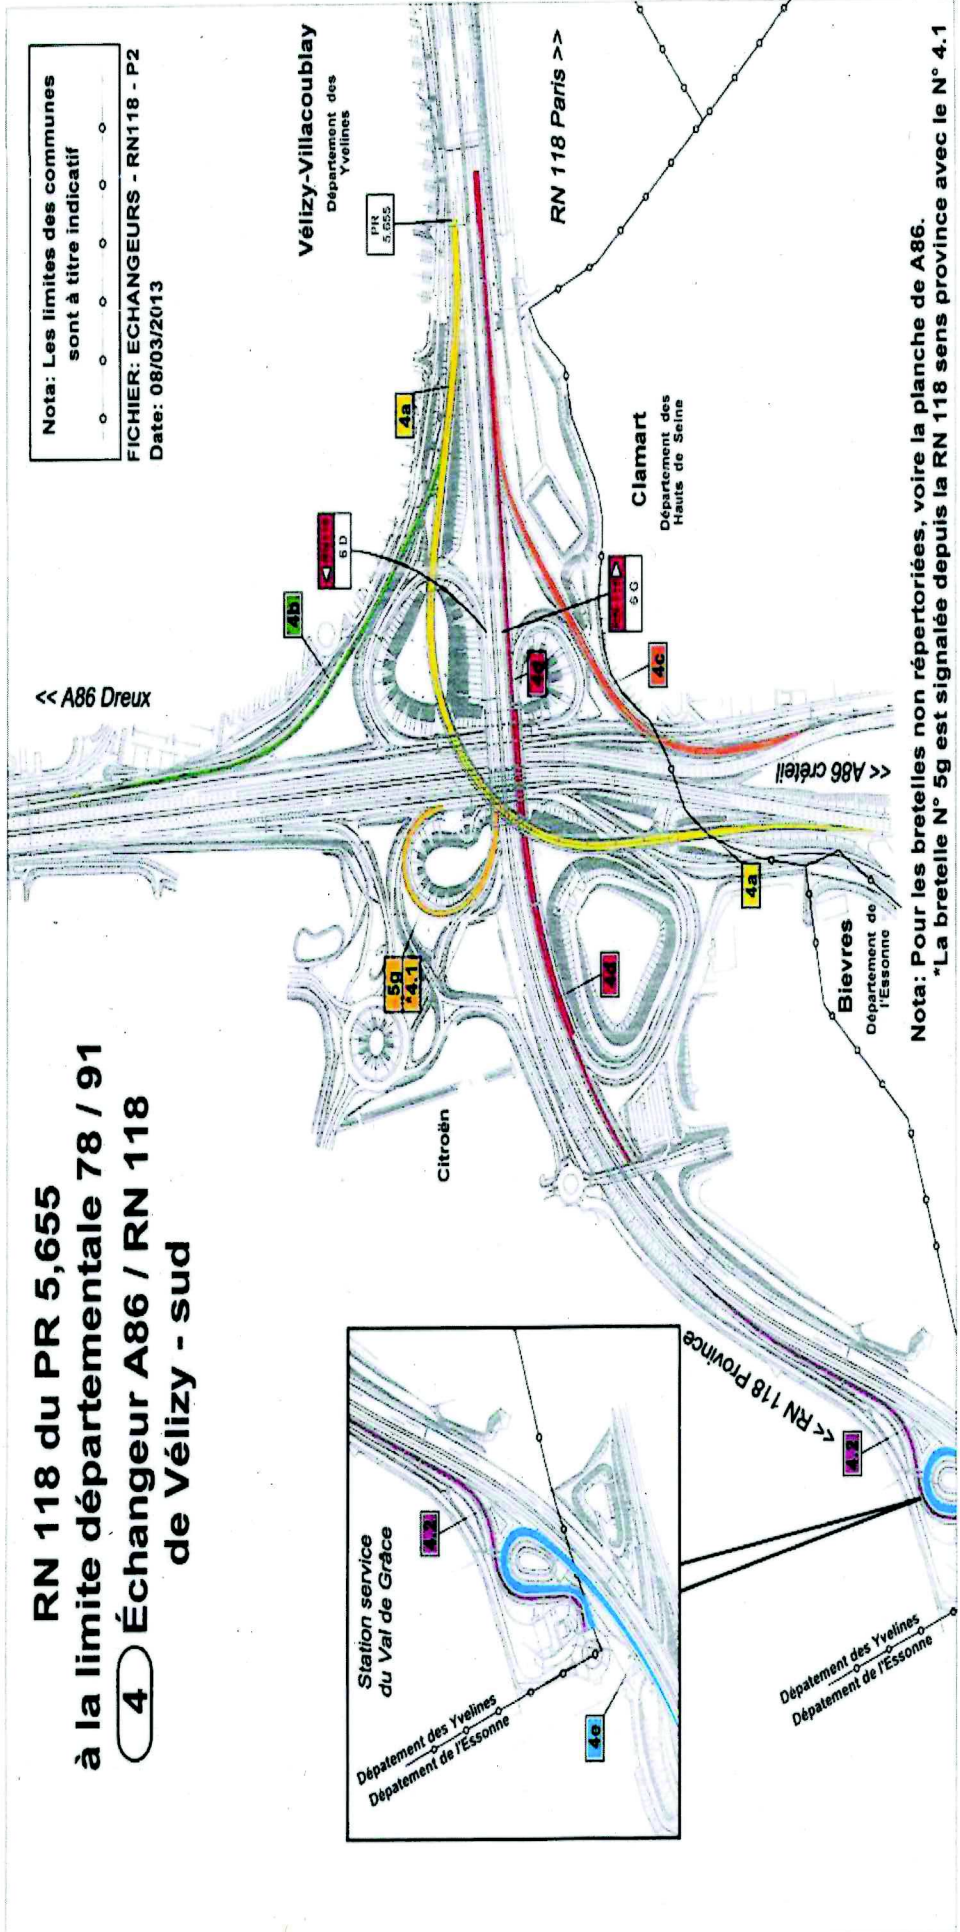 RN 118 du PR 5,655
à la limite départementale 78 / 91
4 Échangeur A86 / RN 118
de Vélizy - sud
Nota: Les limites des communes
sont à titre indicatif
FICHIER: ECHANGEURS - RN118 - P2
Date: 08/03/2013
<< A86 Dreux
Vélizy-Villacoublay
Département des
Yvelines
PR
5,655
4b
4a
6 D
RN 118 Paris >>
Citroën
5g
*4.1
4d
4d
6 G
4c
Clamart
Département des
Hauts de Seine
<< A86 créteil
4a
Bievres
Département de
l'Essonne
Station service
du Val de Grâce
4.2
4e
Dépatement des Yvelines
Département de l'Essonne
<< RN 118 Province
4.2
Dépatement des Yvelines
Département de l'Essonne
Nota: Pour les bretelles non répertoriées, voire la planche de A86.
*La bretelle N° 5g est signalée depuis la RN 118 sens province avec le N° 4.1